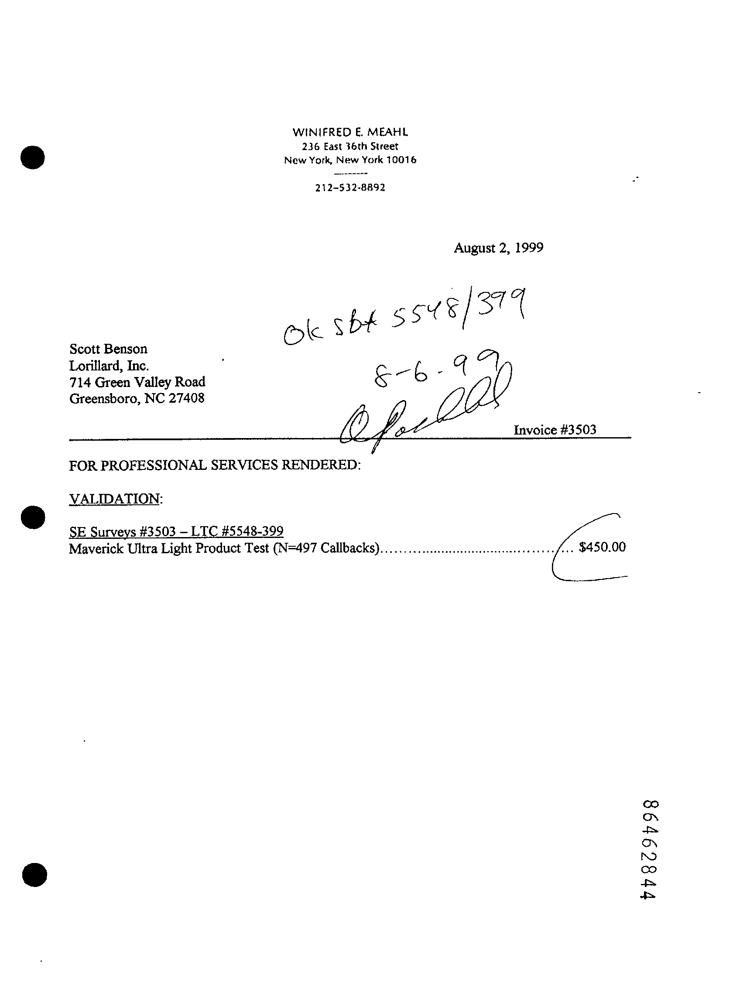 WINIFRED E. MEAHL
236 East 36th Street
New York, New York 10016
212-532-8892
August 2, 1999
Ok sbt 5548/399
8-6-99
Scott Benson
Lorillard, Inc.
714 Green Valley Road
Greensboro, NC 27408
Invoice #3503
FOR PROFESSIONAL SERVICES RENDERED:
VALIDATION:
SE Surveys #3503 – LTC #5548-399
Maverick Ultra Light Product Test (N=497 Callbacks)................................................ $450.00
86462844